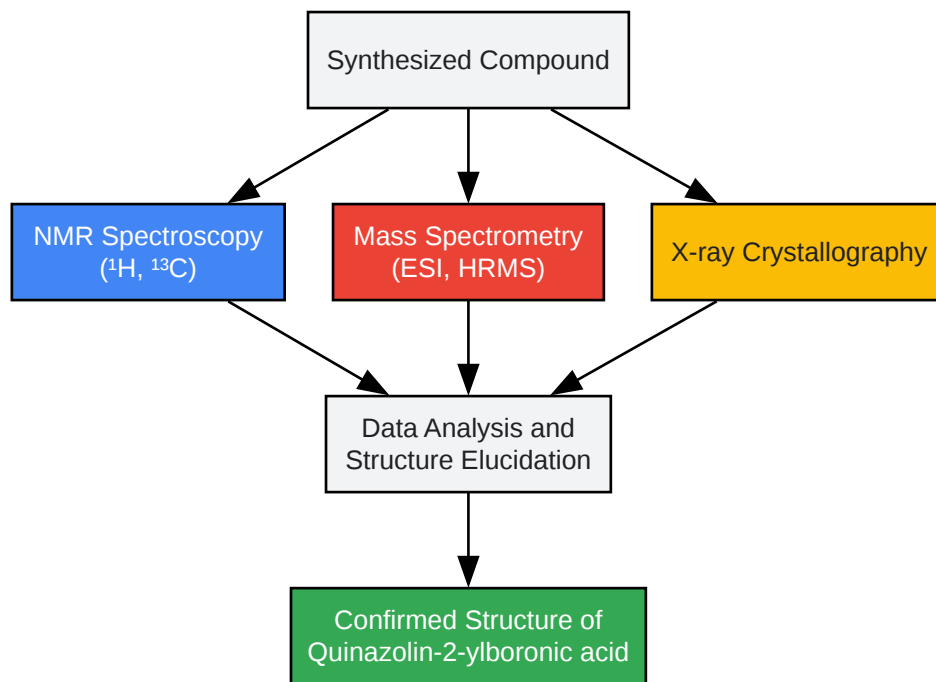 Synthesized Compound
NMR Spectroscopy
(¹H, ¹³C)
Mass Spectrometry
(ESI, HRMS)
X-ray Crystallography
Data Analysis and
Structure Elucidation
Confirmed Structure of
Quinazolin-2-ylboronic acid